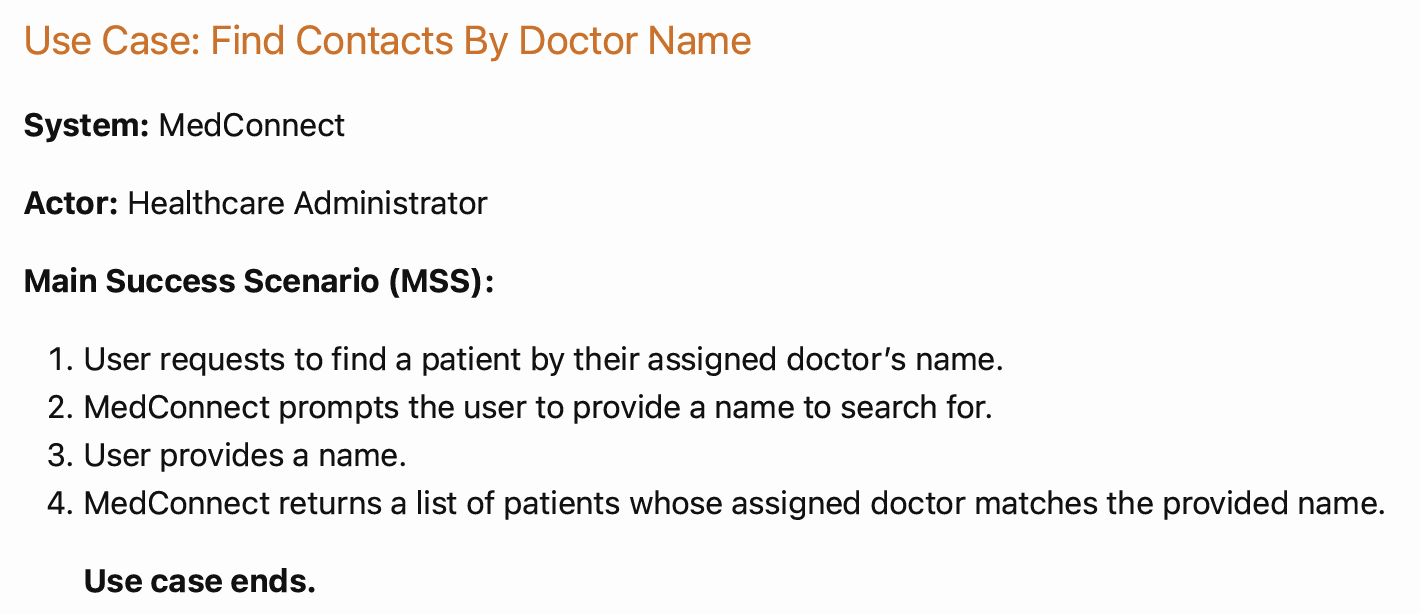 Use Case: Find Contacts By Doctor Name
System: MedConnect
Actor: Healthcare Administrator
Main Success Scenario (MSS):
1. User requests to find a patient by their assigned doctor’s name.
2. MedConnect prompts the user to provide a name to search for.
3. User provides a name.
4. MedConnect returns a list of patients whose assigned doctor matches the provided name.
Use case ends.